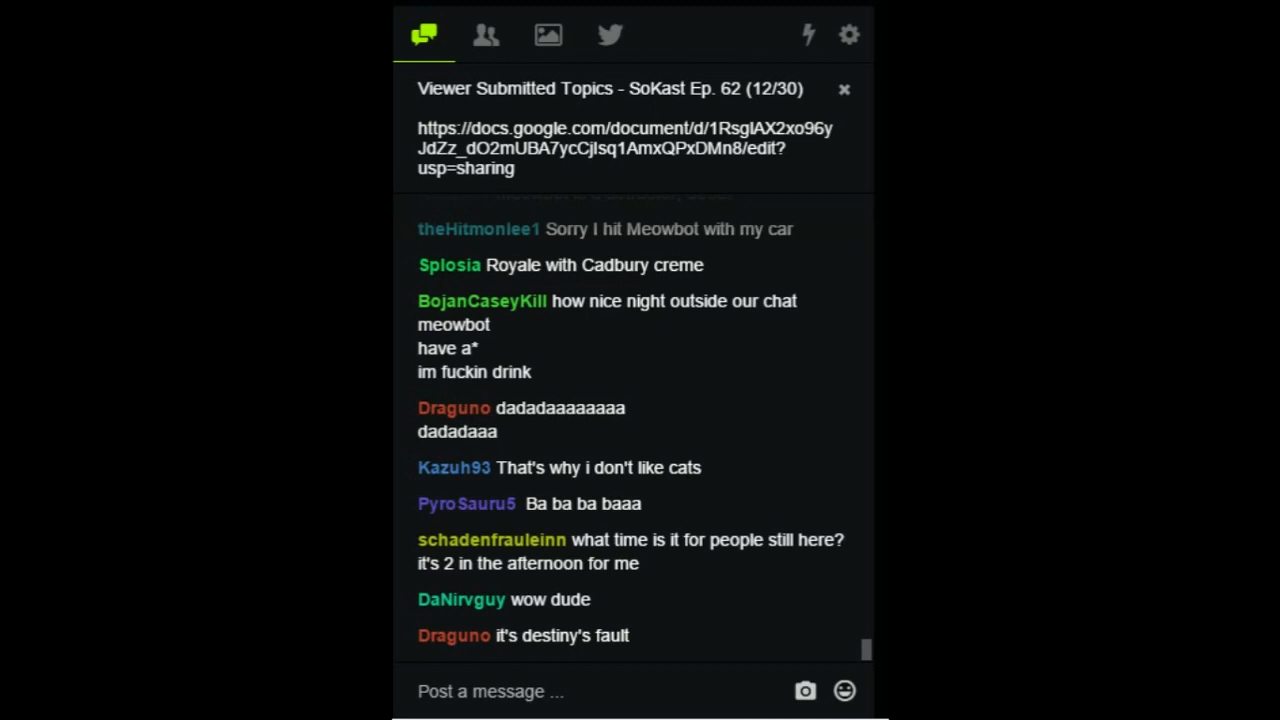 Viewer Submitted Topics - SoKast Ep. 62 (12/30)
https://docs.google.com/document/d/1RsglAX2xo96y
JdZz_dO2mUBA7ycCjlsq1AmxQPxDMn8/edit?
usp=sharing
theHitmonlee1 Sorry I hit Meowbot with my car
Splosia Royale with Cadbury creme
BojanCaseyKill how nice night outside our chat
meowbot
have a*
im fuckin drink
Draguno dadadaaaaaaaa
dadadaaa
Kazuh93 That's why i don't like cats
PyroSauru5 Ba ba ba baaa
schadenfrauleinn what time is it for people still here?
it's 2 in the afternoon for me
DaNirvguy wow dude
Draguno it's destiny's fault
Post a message ...